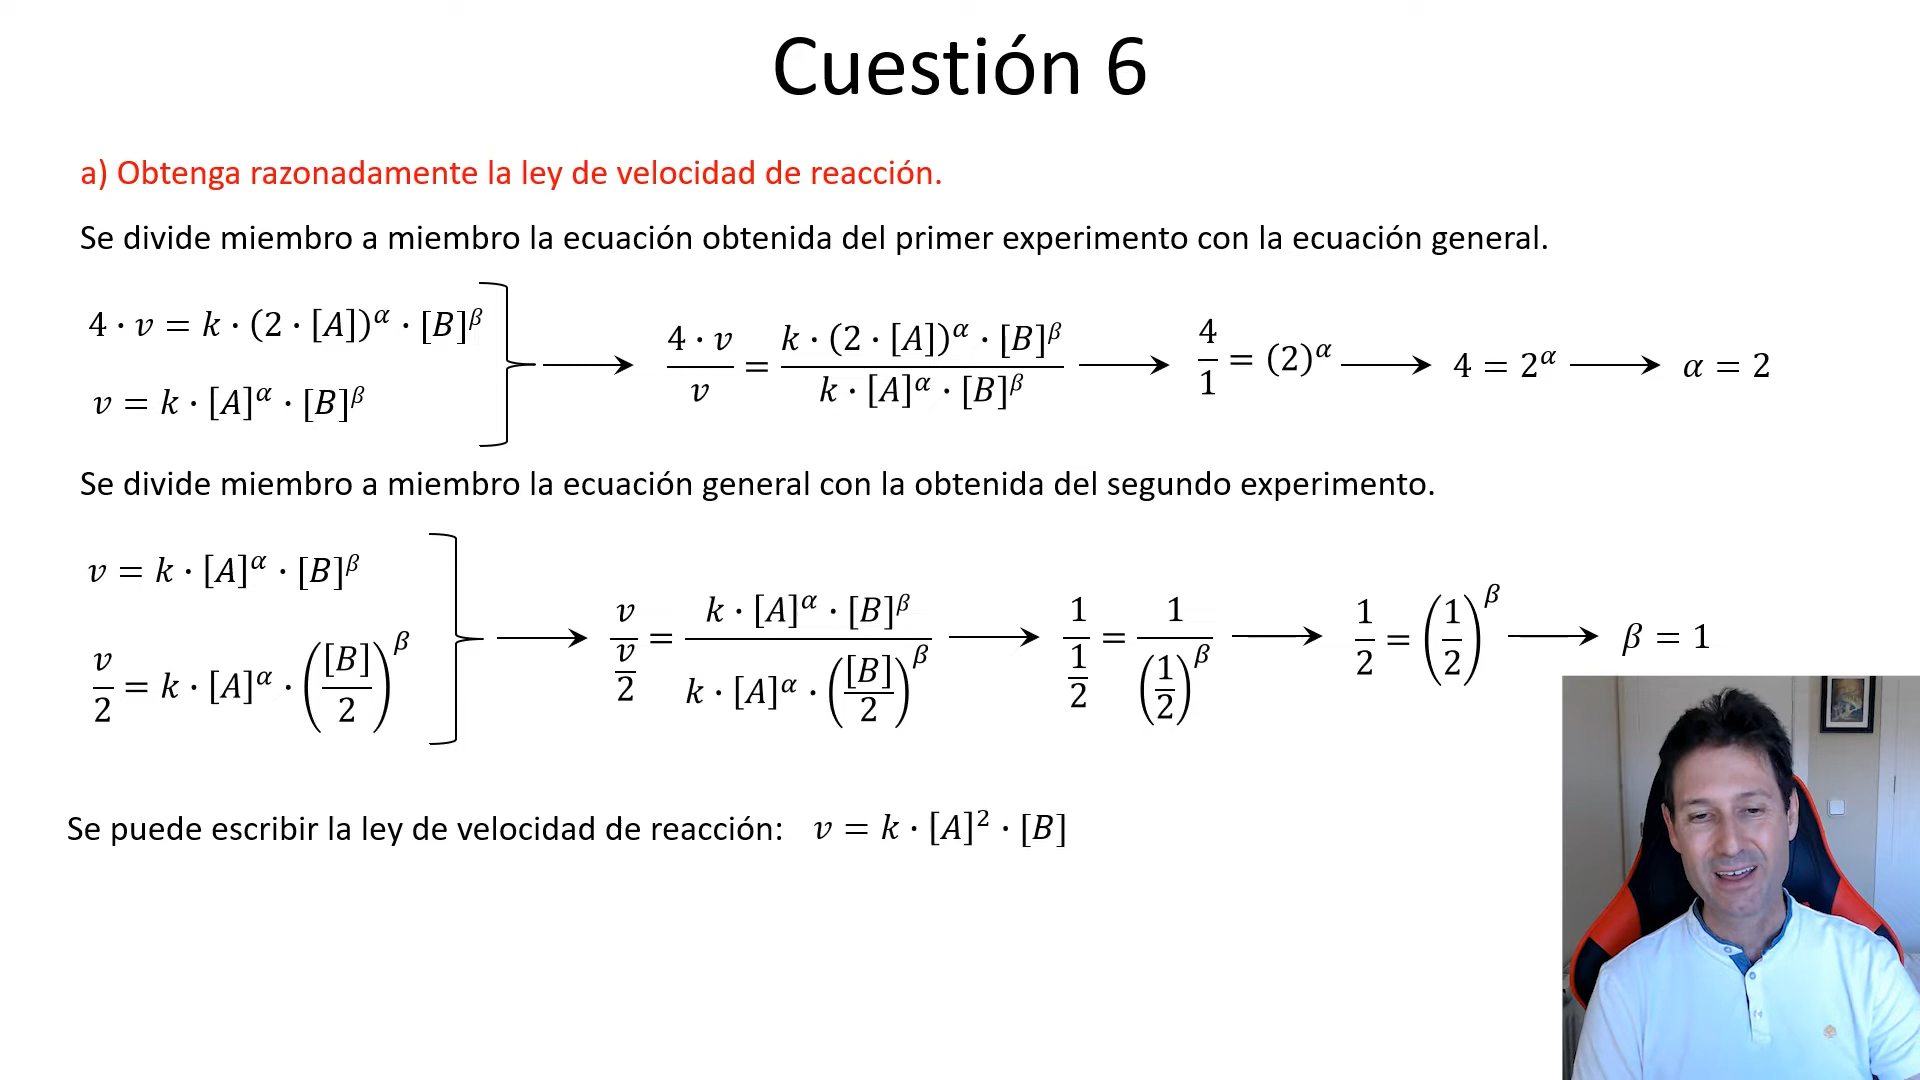 Cuestión 6
a) Obtenga razonadamente la ley de velocidad de reacción.
Se divide miembro a miembro la ecuación obtenida del primer experimento con la ecuación general.
4 · v = k · (2 · [A])^α · [B]^β
v = k · [A]^α · [B]^β
(4 · v)/v = (k · (2 · [A])^α · [B]^β)/(k · [A]^α · [B]^β) → 4/1 = (2)^α → 4 = 2^α → α = 2
Se divide miembro a miembro la ecuación general con la obtenida del segundo experimento.
v = k · [A]^α · [B]^β
v/2 = k · [A]^α · ([B]/2)^β
v/(v/2) = (k · [A]^α · [B]^β)/(k · [A]^α · ([B]/2)^β) → 1/(1/2) = 1/(1/2)^β → 1/2 = (1/2)^β → β = 1
Se puede escribir la ley de velocidad de reacción: v = k · [A]² · [B]